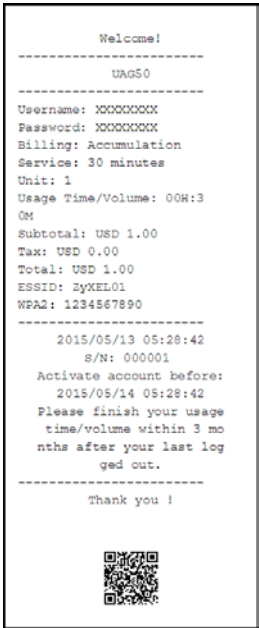 Welcome!
------------------------
UAG50
------------------------
Username: XXXXXXXX
Password: XXXXXXXX
Billing: Accumulation
Service: 30 minutes
Unit: 1
Usage Time/Volume: 00H:3
0M
Subtotal: USD 1.00
Tax: USD 0.00
Total: USD 1.00
ESSID: ZyXEL01
WPA2: 1234567890
------------------------
2015/05/13 05:28:42
S/N: 000001
Activate account before:
2015/05/14 05:28:42
Please finish your usage
time/volume within 3 mo
nths after your last log
ged out.
------------------------
Thank you !